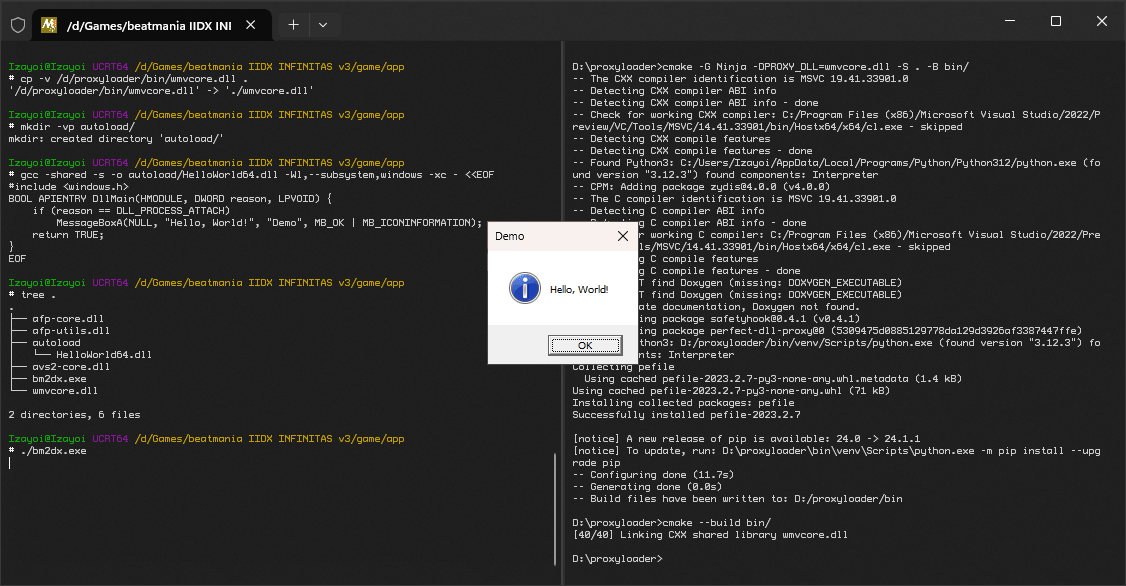 /d/Games/beatmania IIDX INI
Izayoi@Izayoi UCRT64 /d/Games/beatmania IIDX INFINITAS v3/game/app
# cp -v /d/proxyloader/bin/wmvcore.dll .
'/d/proxyloader/bin/wmvcore.dll' -> './wmvcore.dll'
Izayoi@Izayoi UCRT64 /d/Games/beatmania IIDX INFINITAS v3/game/app
# mkdir -vp autoload/
mkdir: created directory 'autoload/'
Izayoi@Izayoi UCRT64 /d/Games/beatmania IIDX INFINITAS v3/game/app
# gcc -shared -s -o autoload/HelloWorld64.dll -Wl,--subsystem,windows -xc - <<EOF
#include <windows.h>
BOOL APIENTRY DllMain(HMODULE, DWORD reason, LPVOID) {
if (reason == DLL_PROCESS_ATTACH)
MessageBoxA(NULL, "Hello, World!", "Demo", MB_OK | MB_ICONINFORMATION);
return TRUE;
}
EOF
Izayoi@Izayoi UCRT64 /d/Games/beatmania IIDX INFINITAS v3/game/app
# tree .
.
├── afp-core.dll
├── afp-utils.dll
├── autoload
│   └── HelloWorld64.dll
├── avs2-core.dll
├── bm2dx.exe
└── wmvcore.dll
2 directories, 6 files
Izayoi@Izayoi UCRT64 /d/Games/beatmania IIDX INFINITAS v3/game/app
# ./bm2dx.exe
Demo
Hello, World!
OK
D:\proxyloader>cmake -G Ninja -DPROXY_DLL=wmvcore.dll -S . -B bin/
-- The CXX compiler identification is MSVC 19.41.33901.0
-- Detecting CXX compiler ABI info
-- Detecting CXX compiler ABI info - done
-- Check for working CXX compiler: C:/Program Files (x86)/Microsoft Visual Studio/2022/P
review/VC/Tools/MSVC/14.41.33901/bin/Hostx64/x64/cl.exe - skipped
-- Detecting CXX compile features
-- Detecting CXX compile features - done
-- Found Python3: C:/Users/Izayoi/AppData/Local/Programs/Python/Python312/python.exe (fo
und version "3.12.3") found components: Interpreter
-- CPM: Adding package zydis@4.0.0 (v4.0.0)
-- The C compiler identification is MSVC 19.41.33901.0
-- Detecting C compiler ABI info
-- Detecting C compiler ABI info - done
working C compiler: C:/Program Files (x86)/Microsoft Visual Studio/2022/Pre
ls/MSVC/14.41.33901/bin/Hostx64/x64/cl.exe - skipped
g C compile features
g C compile features - done
T find Doxygen (missing: DOXYGEN_EXECUTABLE)
T find Doxygen (missing: DOXYGEN_EXECUTABLE)
ate documentation, Doxygen not found.
ing package safetyhook@0.4.1 (v0.4.1)
ing package perfect-dll-proxy@0 (5309475d0885129778da129d3926af3387447ffe)
thon3: D:/proxyloader/bin/venv/Scripts/python.exe (found version "3.12.3") fo
nts: Interpreter
Collecting pefile
Using cached pefile-2023.2.7-py3-none-any.whl.metadata (1.4 kB)
Using cached pefile-2023.2.7-py3-none-any.whl (71 kB)
Installing collected packages: pefile
Successfully installed pefile-2023.2.7
[notice] A new release of pip is available: 24.0 -> 24.1.1
[notice] To update, run: D:\proxyloader\bin\venv\Scripts\python.exe -m pip install --upg
rade pip
-- Configuring done (11.7s)
-- Generating done (0.0s)
-- Build files have been written to: D:/proxyloader/bin
D:\proxyloader>cmake --build bin/
[40/40] Linking CXX shared library wmvcore.dll
D:\proxyloader>